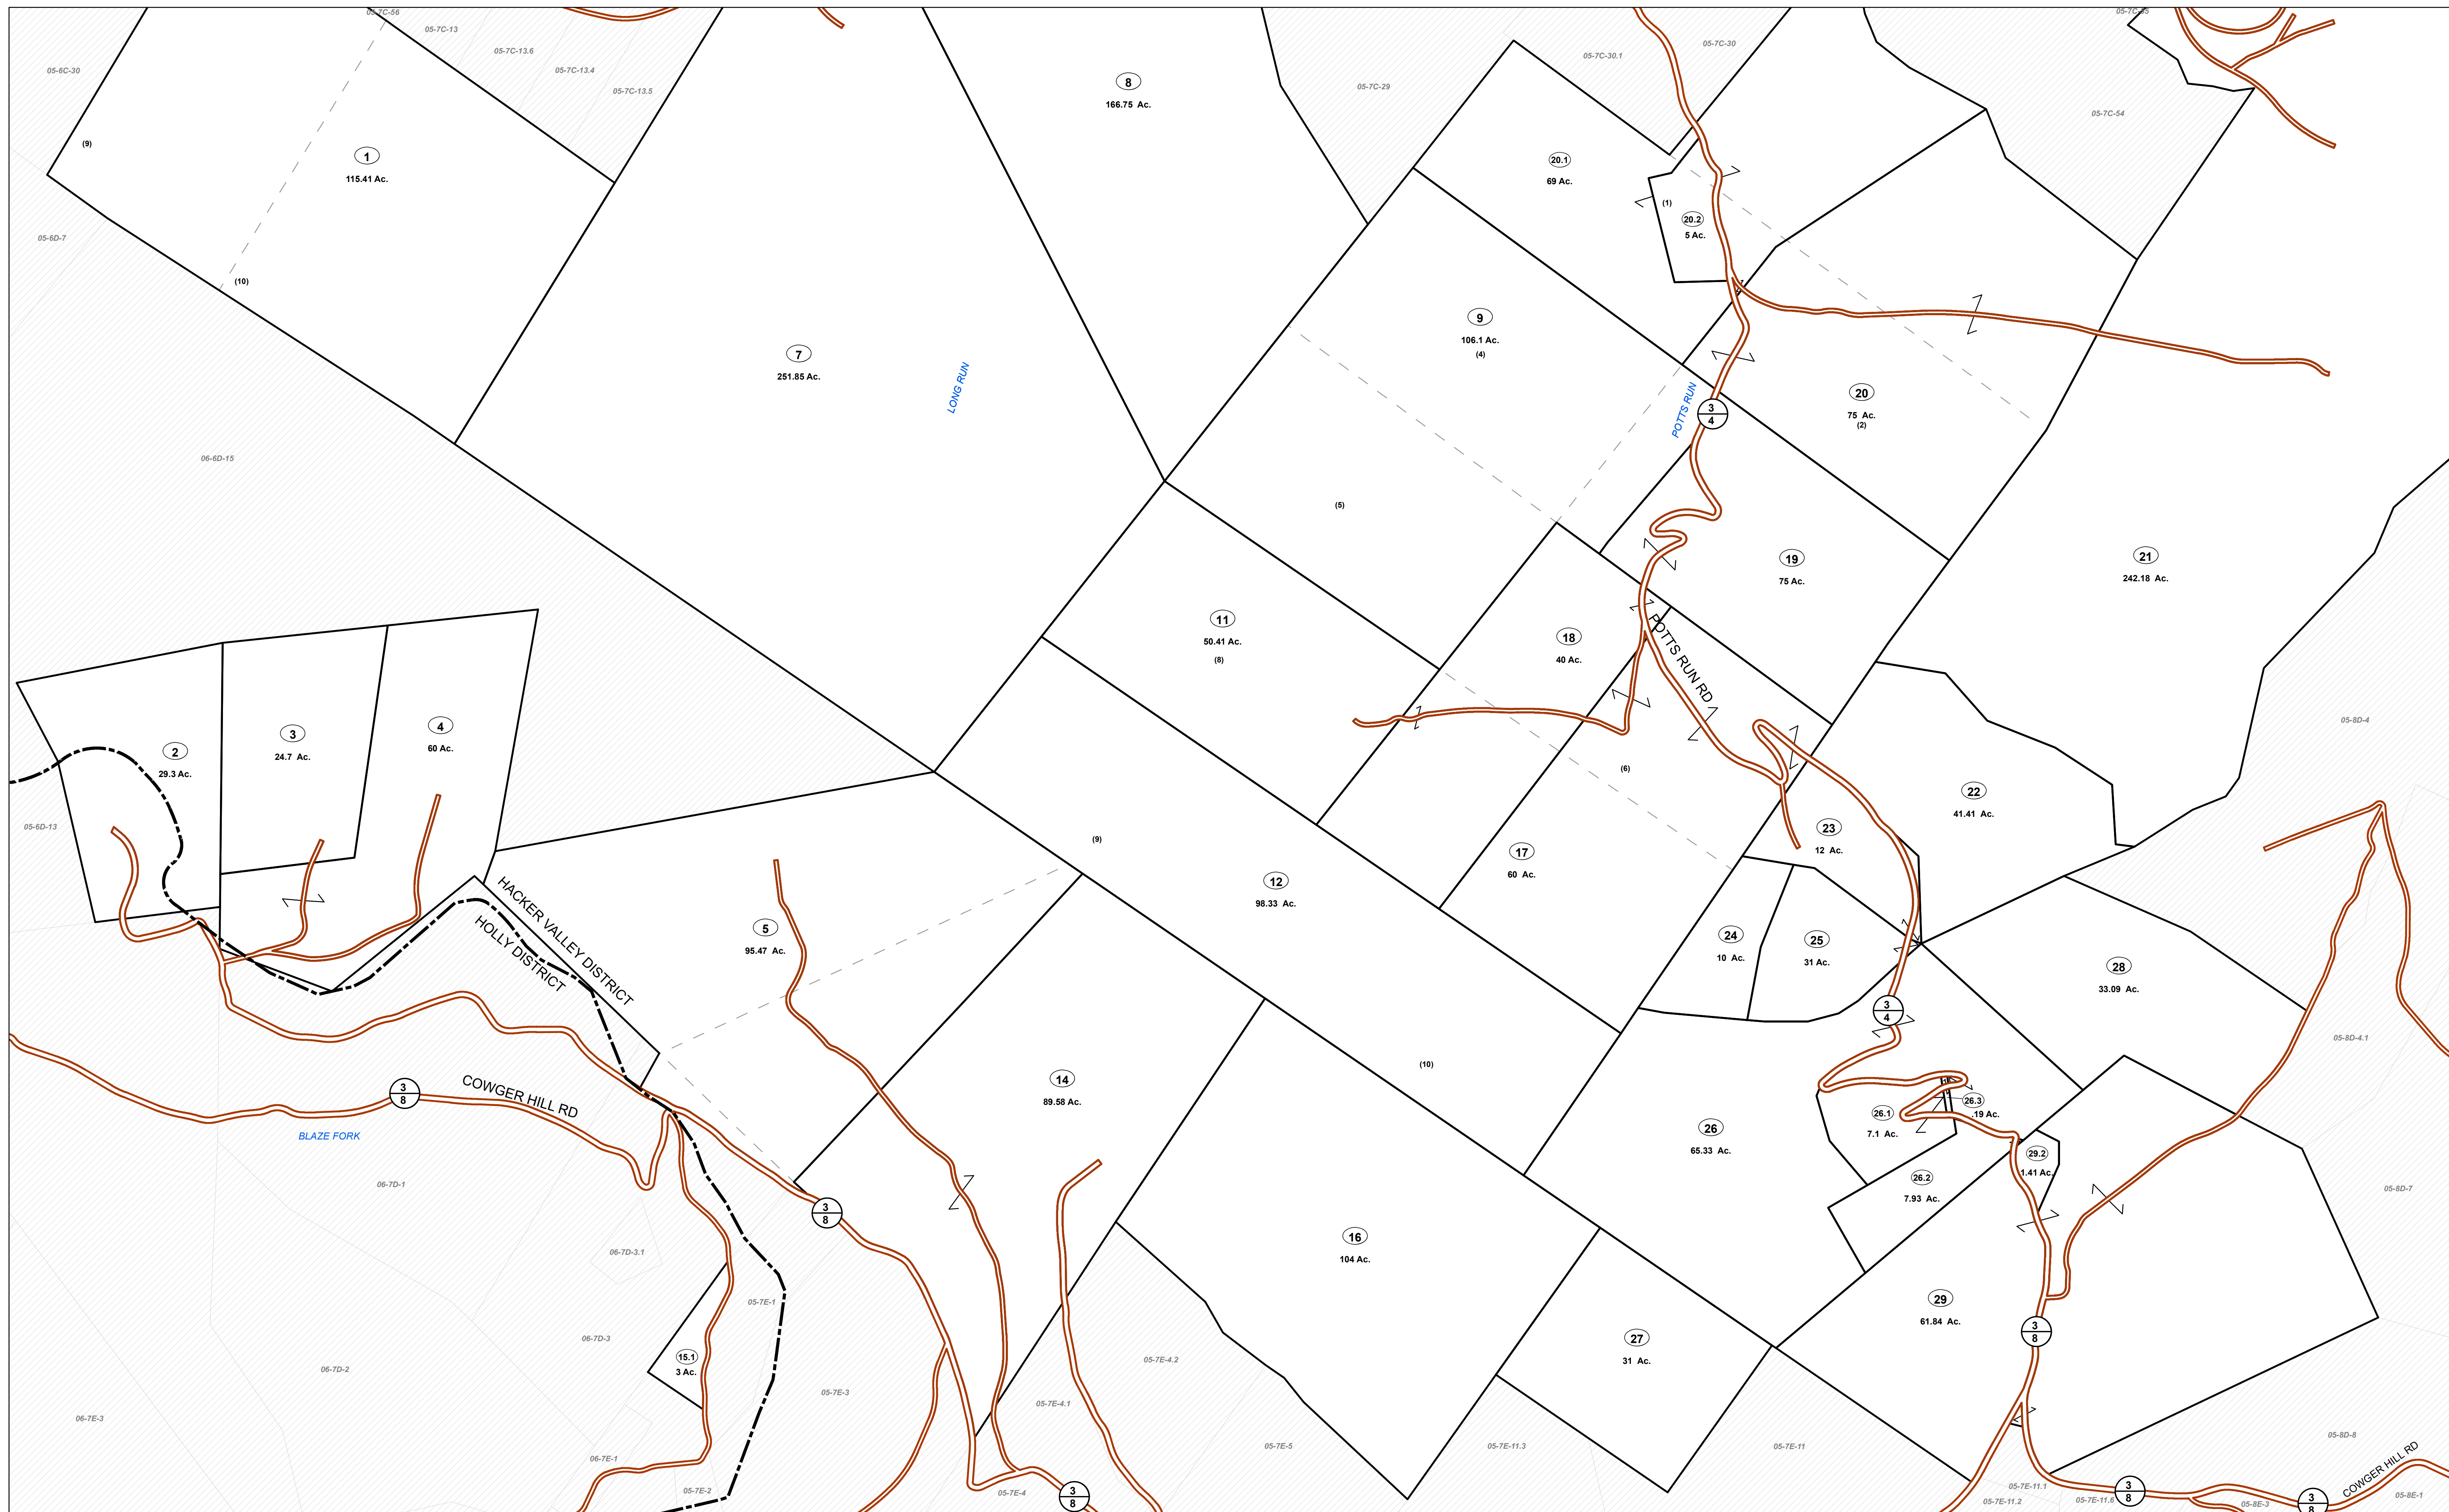 05-7C-56
05-7C-13
05-7C-13.6
05-7C-13.4
05-7C-13.5
05-6C-30
(9)
1
115.41 Ac.
(10)
05-6D-7
8
166.75 Ac.
05-7C-29
05-7C-30.1
05-7C-30
05-7C-55
05-7C-54
20.1
69 Ac.
(1)
20.2
5 Ac.
7
251.85 Ac.
LONG RUN
9
106.1 Ac.
(4)
POTTS RUN
3
4
20
75 Ac.
(2)
06-6D-15
(5)
19
75 Ac.
21
242.18 Ac.
11
50.41 Ac.
(8)
18
40 Ac.
POTTS RUN RD
05-8D-4
2
29.3 Ac.
3
24.7 Ac.
4
60 Ac.
05-6D-13
(6)
22
41.41 Ac.
23
12 Ac.
(9)
17
60 Ac.
12
98.33 Ac.
HACKER VALLEY DISTRICT
HOLLY DISTRICT
5
95.47 Ac.
24
10 Ac.
25
31 Ac.
28
33.09 Ac.
3
4
05-8D-4.1
(10)
14
89.58 Ac.
3
8
COWGER HILL RD
BLAZE FORK
26
65.33 Ac.
26.1
7.1 Ac.
26.3
.19 Ac.
29.2
1.41 Ac.
26.2
7.93 Ac.
05-8D-7
06-7D-1
3
8
06-7D-3.1
16
104 Ac.
05-7E-1
29
61.84 Ac.
3
8
27
31 Ac.
06-7D-3
15.1
3 Ac.
06-7D-2
05-7E-4.2
05-7E-3
05-7E-4.1
06-7E-3
05-7E-5
05-7E-11.3
05-7E-11
05-8D-8
COWGER HILL RD
06-7E-1
05-7E-2
05-7E-4
3
8
05-7E-11.1
05-7E-11.2
05-7E-11.6
3
8
05-8E-3
3
8
05-8E-1